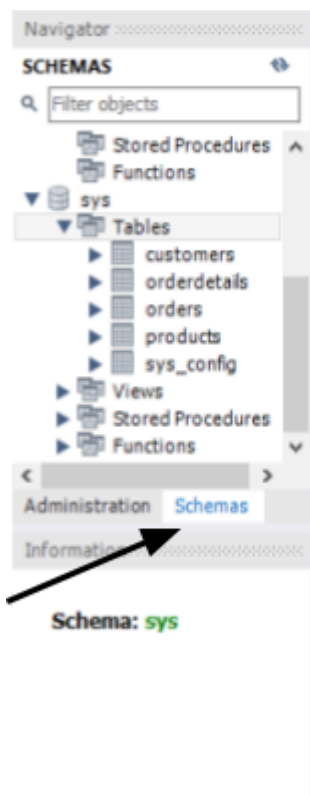 Navigator
SCHEMAS
Filter objects
Stored Procedures
Functions
sys
Tables
customers
orderdetails
orders
products
sys_config
Views
Stored Procedures
Functions
Administration Schemas
Information
Schema: sys